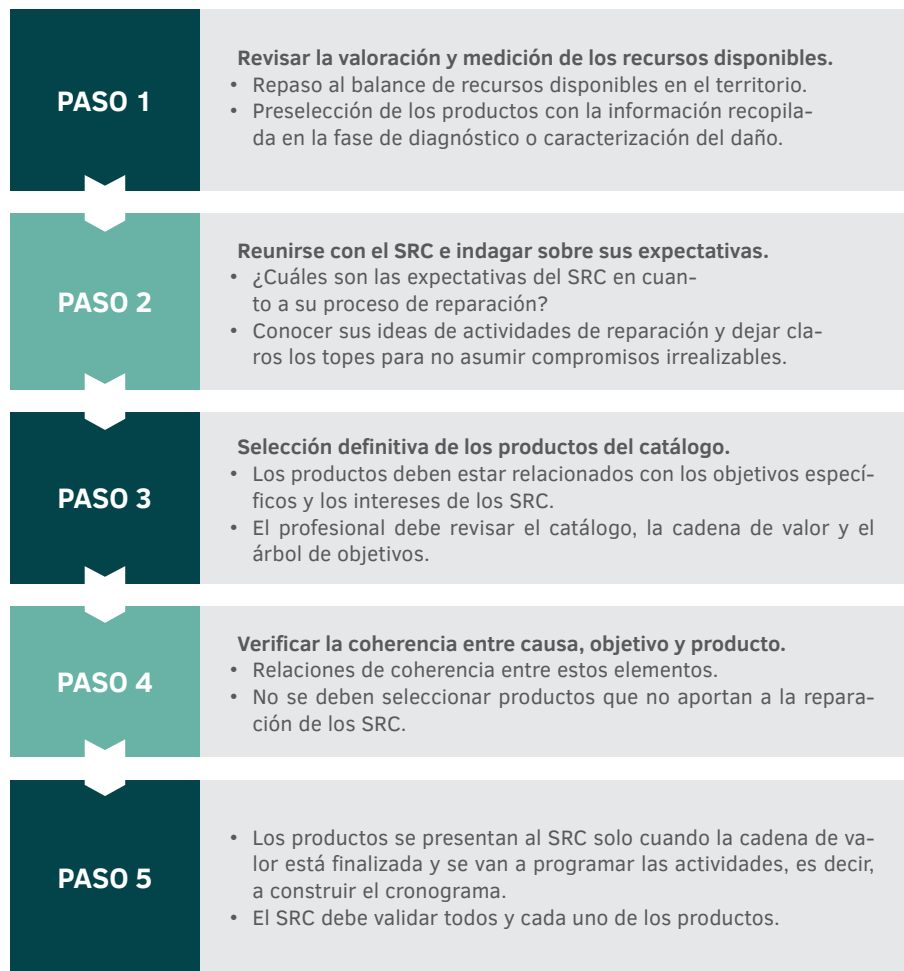 PASO 1
Revisar la valoración y medición de los recursos disponibles.
• Repaso al balance de recursos disponibles en el territorio.
• Preselección de los productos con la información recopila-
da en la fase de diagnóstico o caracterización del daño.
PASO 2
Reunirse con el SRC e indagar sobre sus expectativas.
• ¿Cuáles son las expectativas del SRC en cuan-
to a su proceso de reparación?
• Conocer sus ideas de actividades de reparación y dejar cla-
ros los topes para no asumir compromisos irrealizables.
PASO 3
Selección definitiva de los productos del catálogo.
• Los productos deben estar relacionados con los objetivos especí-
ficos y los intereses de los SRC.
• El profesional debe revisar el catálogo, la cadena de valor y el
árbol de objetivos.
PASO 4
Verificar la coherencia entre causa, objetivo y producto.
• Relaciones de coherencia entre estos elementos.
• No se deben seleccionar productos que no aportan a la repara-
ción de los SRC.
PASO 5
• Los productos se presentan al SRC solo cuando la cadena de va-
lor está finalizada y se van a programar las actividades, es decir,
a construir el cronograma.
• El SRC debe validar todos y cada uno de los productos.